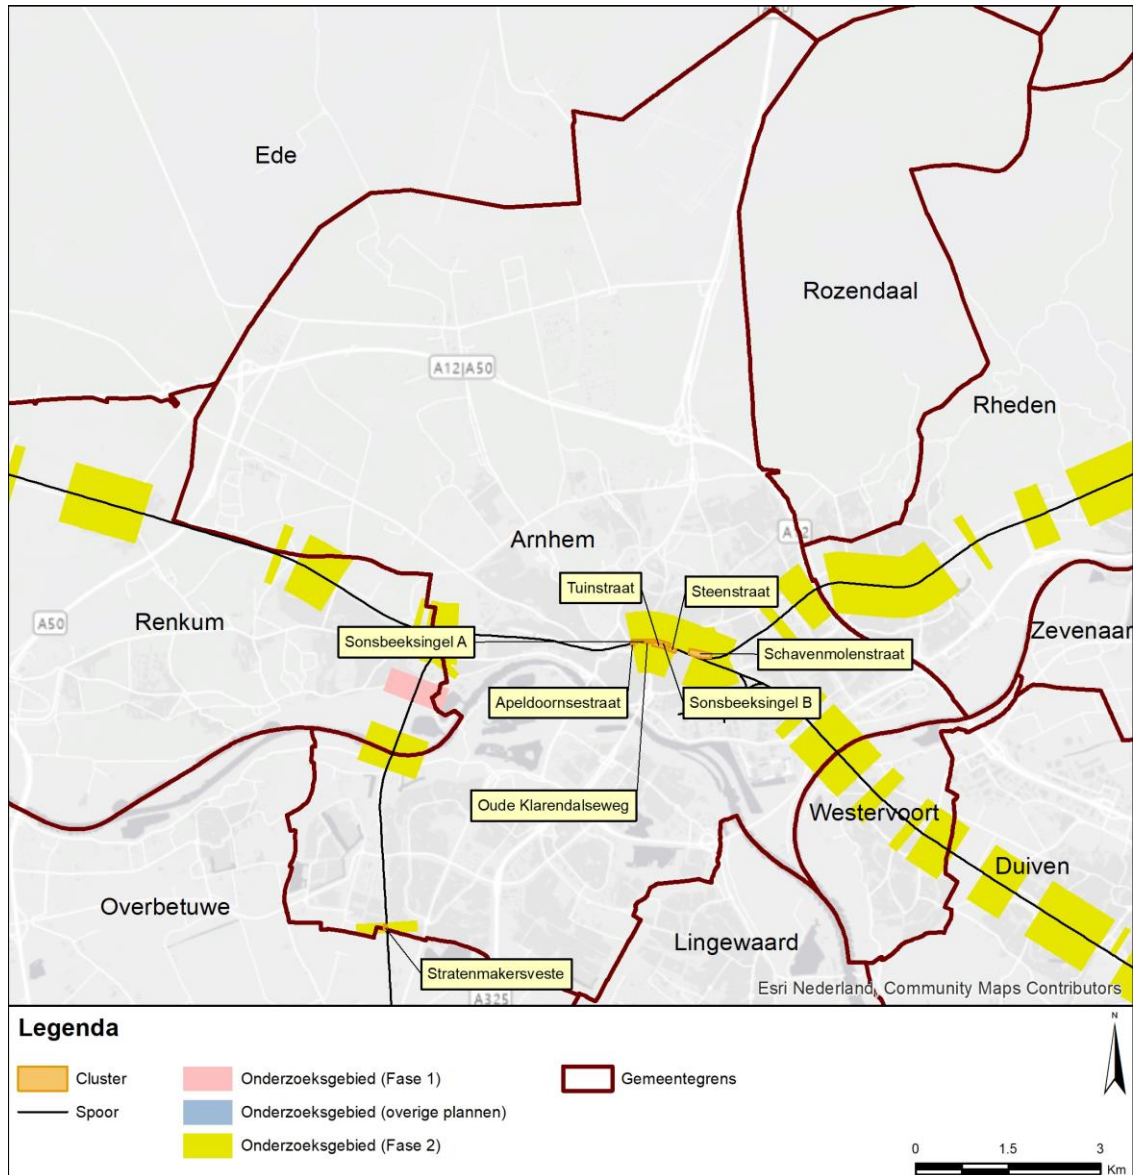 Ede
Rozendaal
A12|A50
Rheden
Arnhem
A12
Tuinstraat
Steenstraat
A50
Renkum
Zevenaar
Sonsbeeksingel A
Schavenmolenstraat
Apeldoornsestraat
Sonsbeeksingel B
Oude Klarendalseweg
Westervoort
Duiven
Overbetuwe
Lingewaard
Stratenmakersveste
A325
Esri Nederland, Community Maps Contributors
Legenda
N
Cluster
Onderzoeksgebied (Fase 1)
Gemeentegrens
Spoor
Onderzoeksgebied (overige plannen)
Onderzoeksgebied (Fase 2)
0 1.5 3
Km